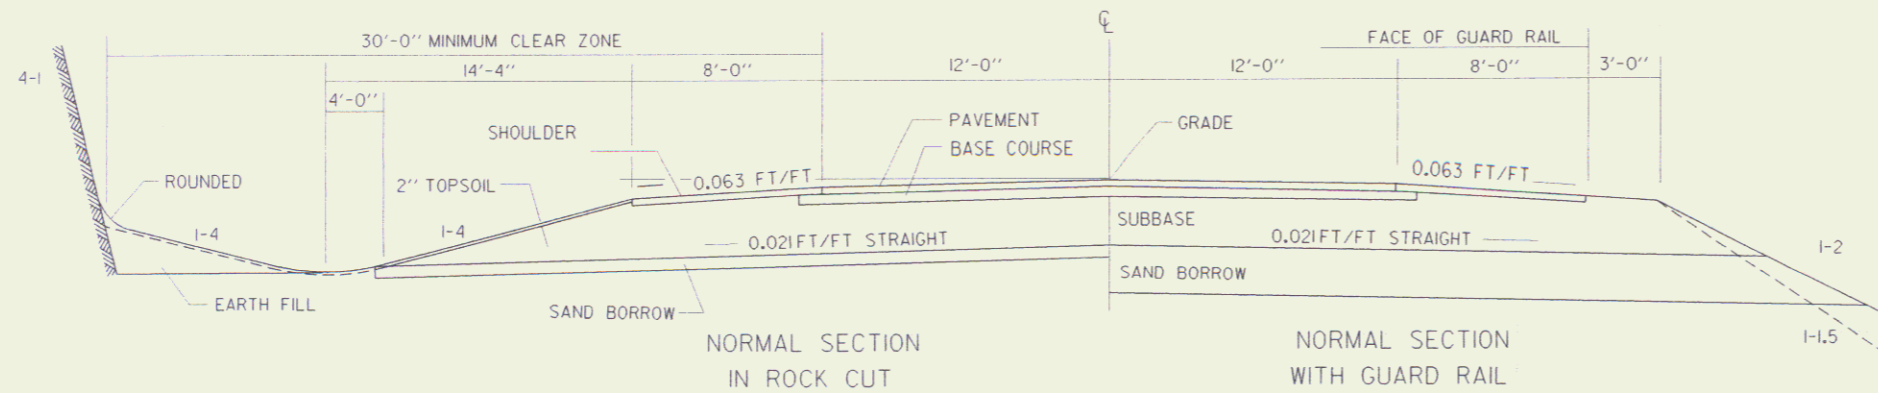 ℄
30'-0" MINIMUM CLEAR ZONE
FACE OF GUARD RAIL
4-1
14'-4"
8'-0"
12'-0"
12'-0"
8'-0"
3'-0"
4'-0"
SHOULDER
PAVEMENT
GRADE
BASE COURSE
ROUNDED
2" TOPSOIL
0.063 FT/FT
0.063 FT/FT
SUBBASE
1-4
1-4
0.021FT/FT STRAIGHT
0.021FT/FT STRAIGHT
1-2
SAND BORROW
EARTH FILL
SAND BORROW
1-1.5
NORMAL SECTION
IN ROCK CUT
NORMAL SECTION
WITH GUARD RAIL